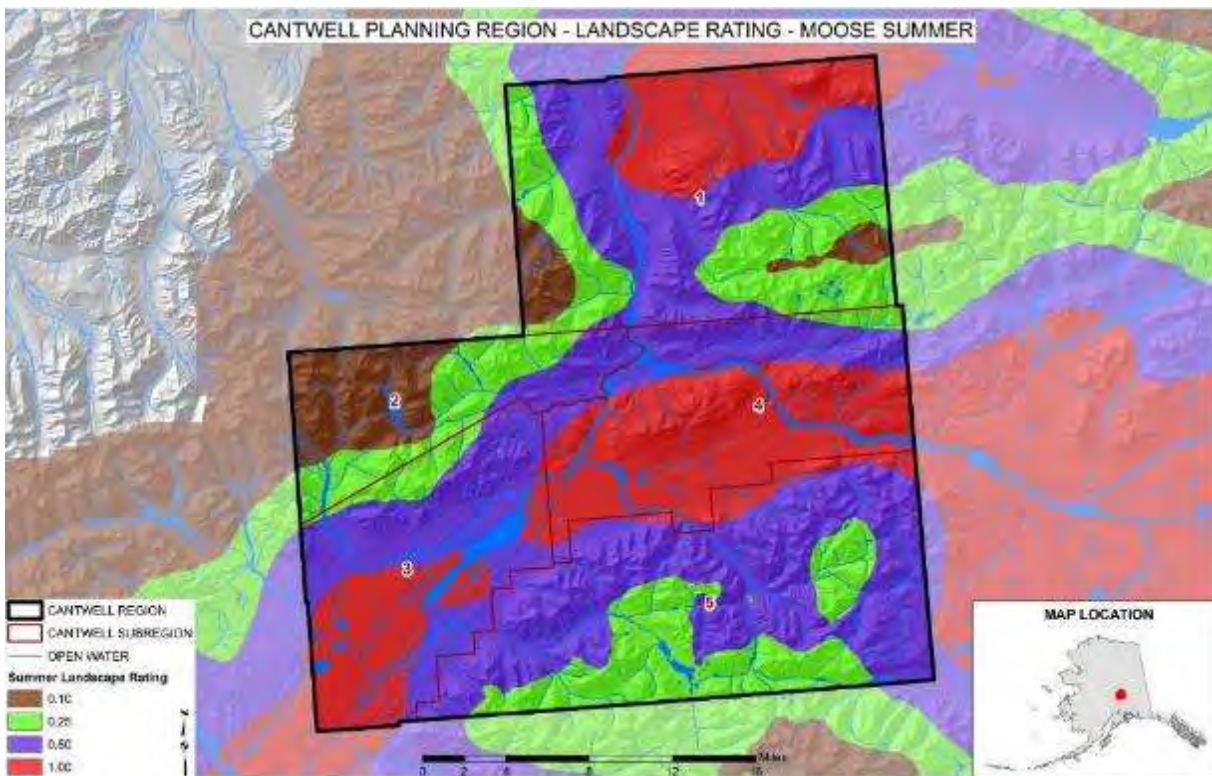 CANTWELL PLANNING REGION - LANDSCAPE RATING - MOOSE SUMMER
1
2
4
3
5
CANTWELL REGION
CANTWELL SUBREGION
OPEN WATER
Summer Landscape Rating
0.10
0.25
0.50
1.00
N
MAP LOCATION
Miles
0 2 4 8 12 16